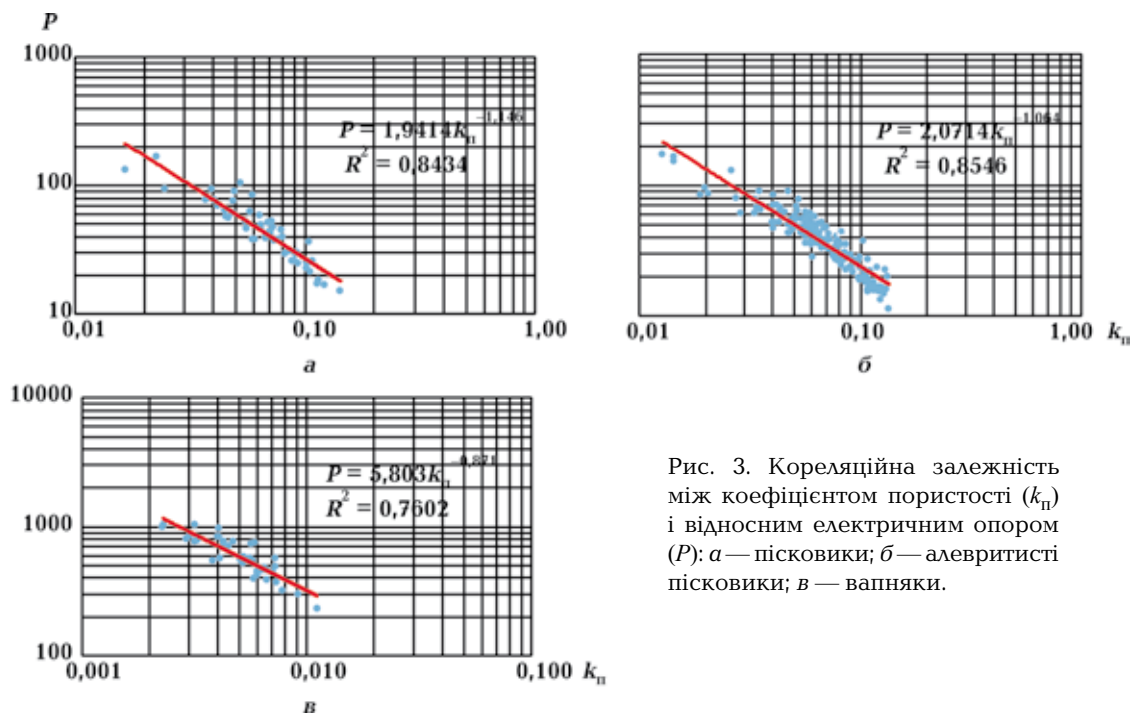 P
1000
100
10
0,01 0,10 1,00
P = 1,9414kп^–1,146
R² = 0,8434
а
P = 2,0714kп^–1,064
R² = 0,8546
0,01 0,10 1,00 kп
б
10000
1000
100
P = 5,803kп^–0,871
R² = 0,7602
0,001 0,010 0,100 kп
в
Рис. 3. Кореляційна залежність
між коефіцієнтом пористості (kп)
і відносним електричним опором
(P): а — пісковики; б — алевритисті
пісковики; в — вапняки.